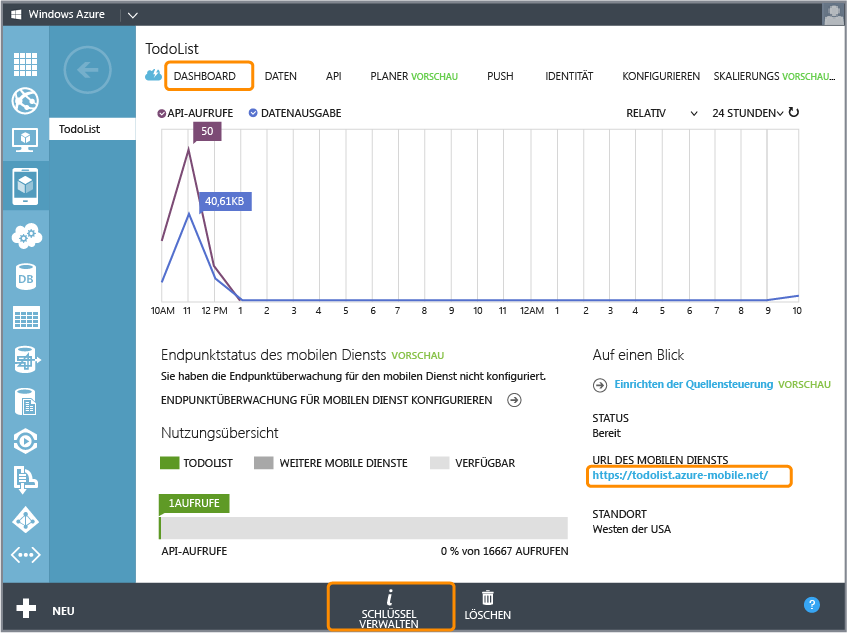 Windows Azure
TodoList
TodoList
DASHBOARD DATEN API PLANER VORSCHAU PUSH IDENTITÄT KONFIGURIEREN SKALIERUNGS VORSCHAU...
API-AUFRUFE DATENAUSGABE RELATIV 24 STUNDEN
50
40,61KB
10AM 11 12 PM 1 2 3 4 5 6 7 8 9 10 11 12AM 1 2 3 4 5 6 7 8 9 10
DB
Endpunktstatus des mobilen Diensts VORSCHAU
Sie haben die Endpunktüberwachung für den mobilen Dienst nicht konfiguriert.
ENDPUNKTÜBERWACHUNG FÜR MOBILEN DIENST KONFIGURIEREN
Nutzungsübersicht
TODOLIST WEITERE MOBILE DIENSTE VERFÜGBAR
1AUFRUFE
API-AUFRUFE 0 % von 16667 AUFRUFEN
Auf einen Blick
Einrichten der Quellensteuerung VORSCHAU
STATUS
Bereit
URL DES MOBILEN DIENSTS
https://todolist.azure-mobile.net/
STANDORT
Westen der USA
NEU
SCHLÜSSEL
VERWALTEN
LÖSCHEN
?